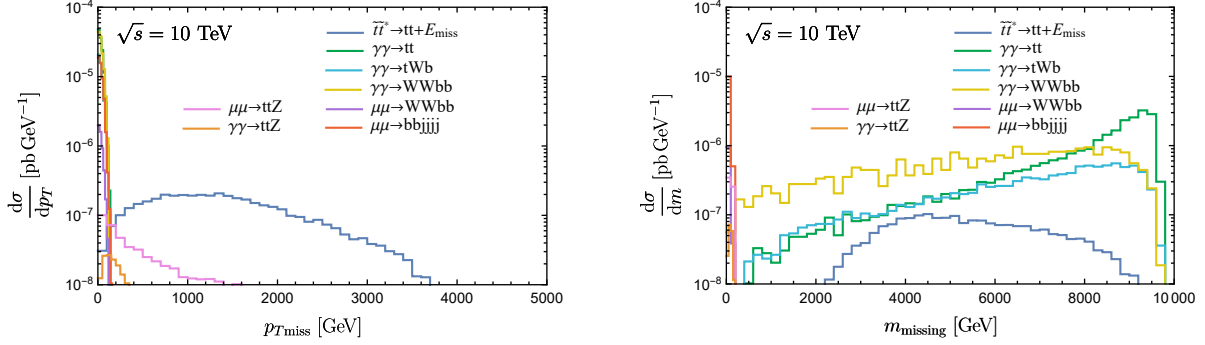 √s = 10 TeV
t̃t̃*→tt+E_miss
γγ→tt
γγ→tWb
γγ→WWbb
μμ→WWbb
μμ→bbjjjj
μμ→ttZ
γγ→ttZ
10⁻⁴
10⁻⁵
10⁻⁶
10⁻⁷
10⁻⁸
dσ/dp_T [pb GeV⁻¹]
0
1000
2000
3000
4000
5000
p_T miss [GeV]
√s = 10 TeV
t̃t̃*→tt+E_miss
γγ→tt
γγ→tWb
γγ→WWbb
μμ→WWbb
μμ→bbjjjj
μμ→ttZ
γγ→ttZ
10⁻⁴
10⁻⁵
10⁻⁶
10⁻⁷
10⁻⁸
dσ/dm [pb GeV⁻¹]
0
2000
4000
6000
8000
10 000
m_missing [GeV]